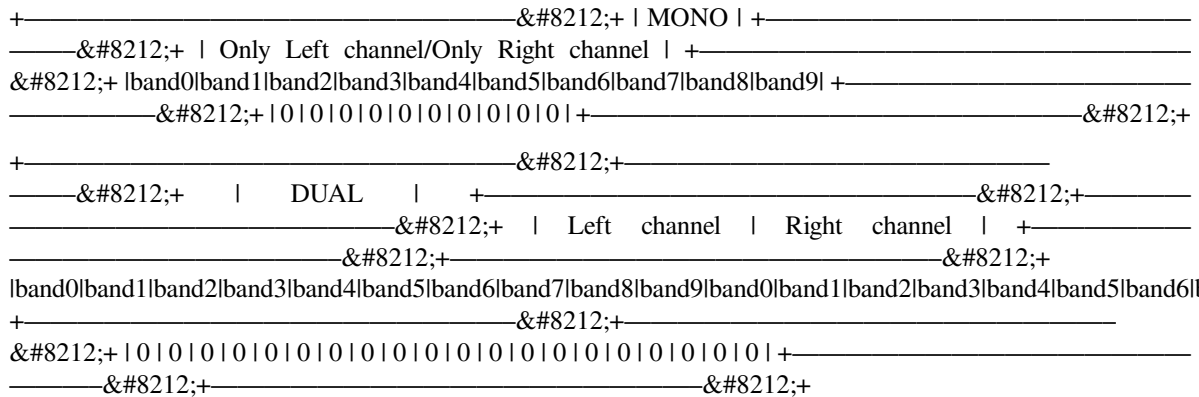 +——————————————————–&#8212;+ | MONO | +————————————————
——–&#8212;+ | Only Left channel/Only Right channel | +——————————————————–
&#8212;+ |band0|band1|band2|band3|band4|band5|band6|band7|band8|band9| +—————————————
—————–&#8212;+ | 0 | 0 | 0 | 0 | 0 | 0 | 0 | 0 | 0 | 0 | +——————————————————–&#8212;+
+——————————————————–&#8212;+————————————————
——–&#8212;+ | DUAL | +——————————————————–&#8212;+————
——————————————–&#8212;+ | Left channel | Right channel | +——————
————————————–&#8212;+——————————————————–&#8212;+
|band0|band1|band2|band3|band4|band5|band6|band7|band8|band9|band0|band1|band2|band3|band4|band5|band6|
+——————————————————–&#8212;+——————————————————–
&#8212;+ | 0 | 0 | 0 | 0 | 0 | 0 | 0 | 0 | 0 | 0 | 0 | 0 | 0 | 0 | 0 | 0 | 0 | 0 | 0 | 0 | +—————————————
———–&#8212;+——————————————————–&#8212;+